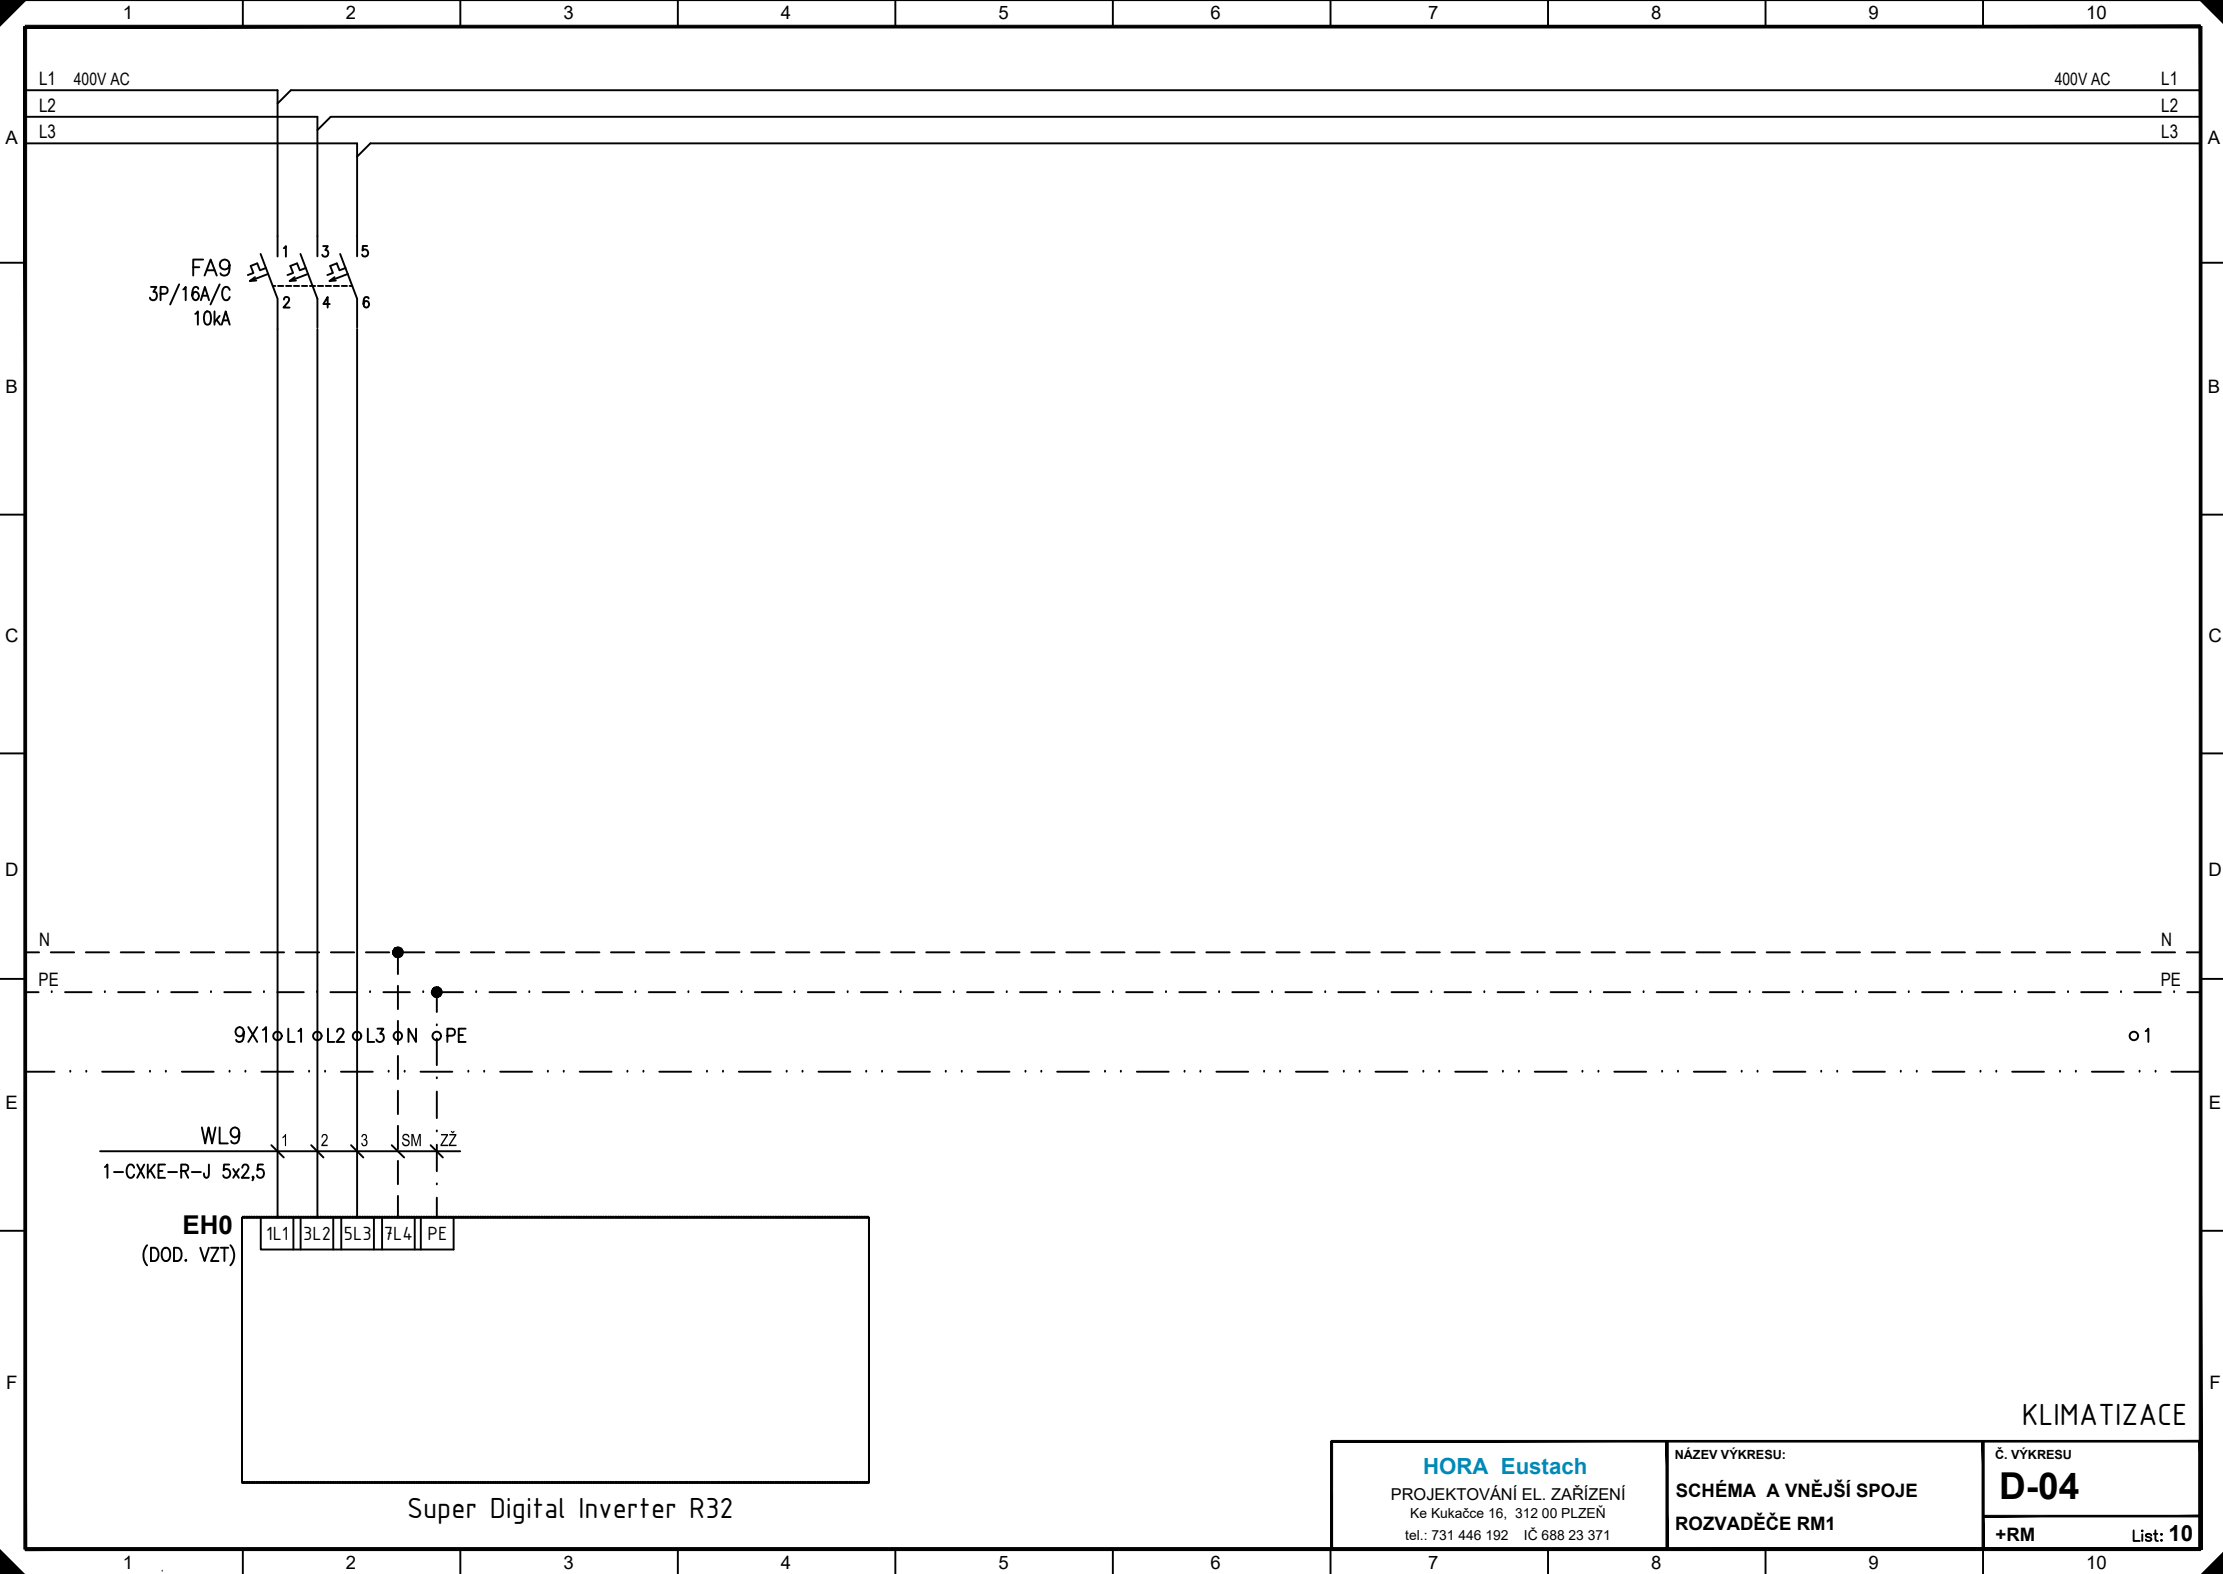 1 2 3 4 5 6 7 8 9 10
L1 400V AC 400V AC L1
L2 L2
A L3 L3 A
1 3 5
FA9
3P/16A/C
2 4 6
10kA
B B
C C
D D
N N
PE PE
9X1 L1 L2 L3 N PE 1
E E
WL9 1 2 3 SM ZŽ
1-CXKE-R-J 5x2,5
EH0 1L1 3L2 5L3 7L4 PE
(DOD. VZT)
F F
KLIMATIZACE
Super Digital Inverter R32
HORA Eustach
PROJEKTOVÁNÍ EL. ZAŘÍZENÍ
Ke Kukačce 16, 312 00 PLZEŇ
tel.: 731 446 192 IČ 688 23 371
NÁZEV VÝKRESU:
SCHÉMA A VNĚJŠÍ SPOJE
ROZVADĚČE RM1
Č. VÝKRESU
D-04
+RM List: 10
1 2 3 4 5 6 7 8 9 10